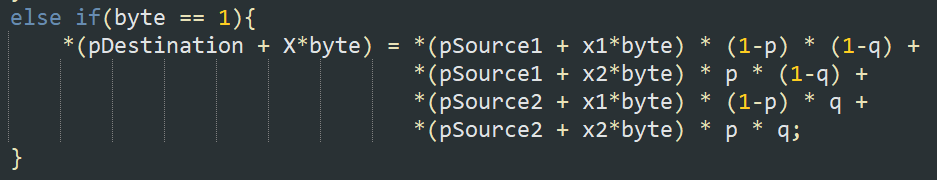 else if(byte == 1){
*(pDestination + X*byte) = *(pSource1 + x1*byte) * (1-p) * (1-q) +
*(pSource1 + x2*byte) * p * (1-q) +
*(pSource2 + x1*byte) * (1-p) * q +
*(pSource2 + x2*byte) * p * q;
}